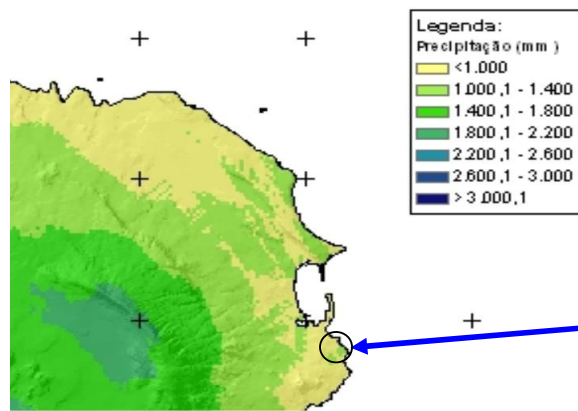 Legenda:
Precipitação (mm)
<1.000
1.000,1 - 1.400
1.400,1 - 1.800
1.800,1 - 2.200
2.200,1 - 2.600
2.600,1 - 3.000
> 3.000,1